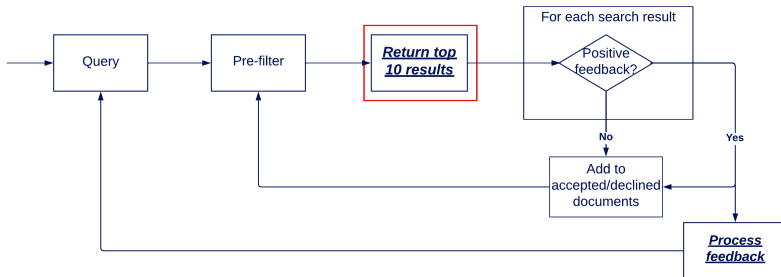 For each search result
Query
Pre-filter
Return top
10 results
Positive
feedback?
No
Yes
Add to
accepted/declined
documents
Process
feedback